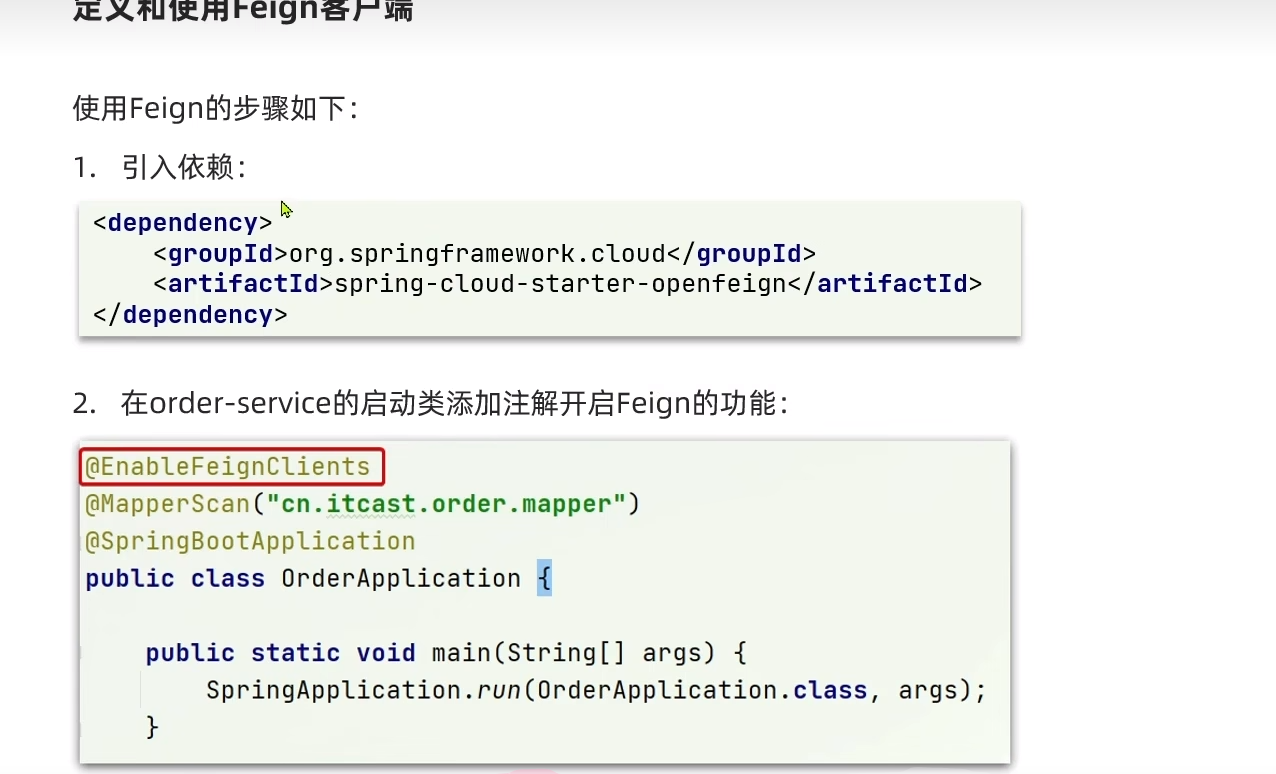 定义和使用Feign客户端
使用Feign的步骤如下：
1. 引入依赖：
<dependency>
    <groupId>org.springframework.cloud</groupId>
    <artifactId>spring-cloud-starter-openfeign</artifactId>
</dependency>
2. 在order-service的启动类添加注解开启Feign的功能：
@EnableFeignClients
@MapperScan("cn.itcast.order.mapper")
@SpringBootApplication
public class OrderApplication {
    public static void main(String[] args) {
        SpringApplication.run(OrderApplication.class, args);
    }